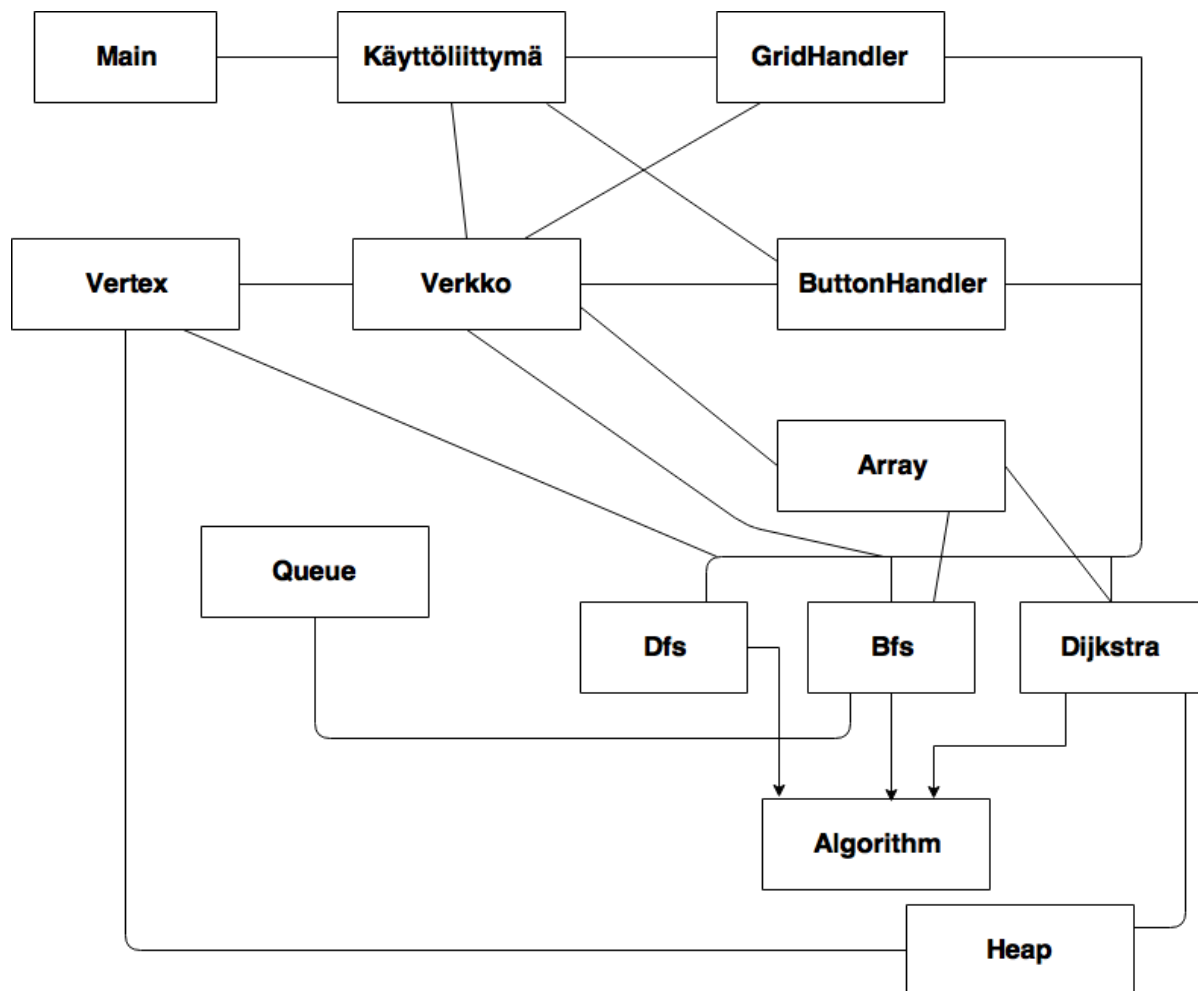 Main
Käyttöliittymä
GridHandler
Vertex
Verkko
ButtonHandler
Array
Queue
Dfs
Bfs
Dijkstra
Algorithm
Heap